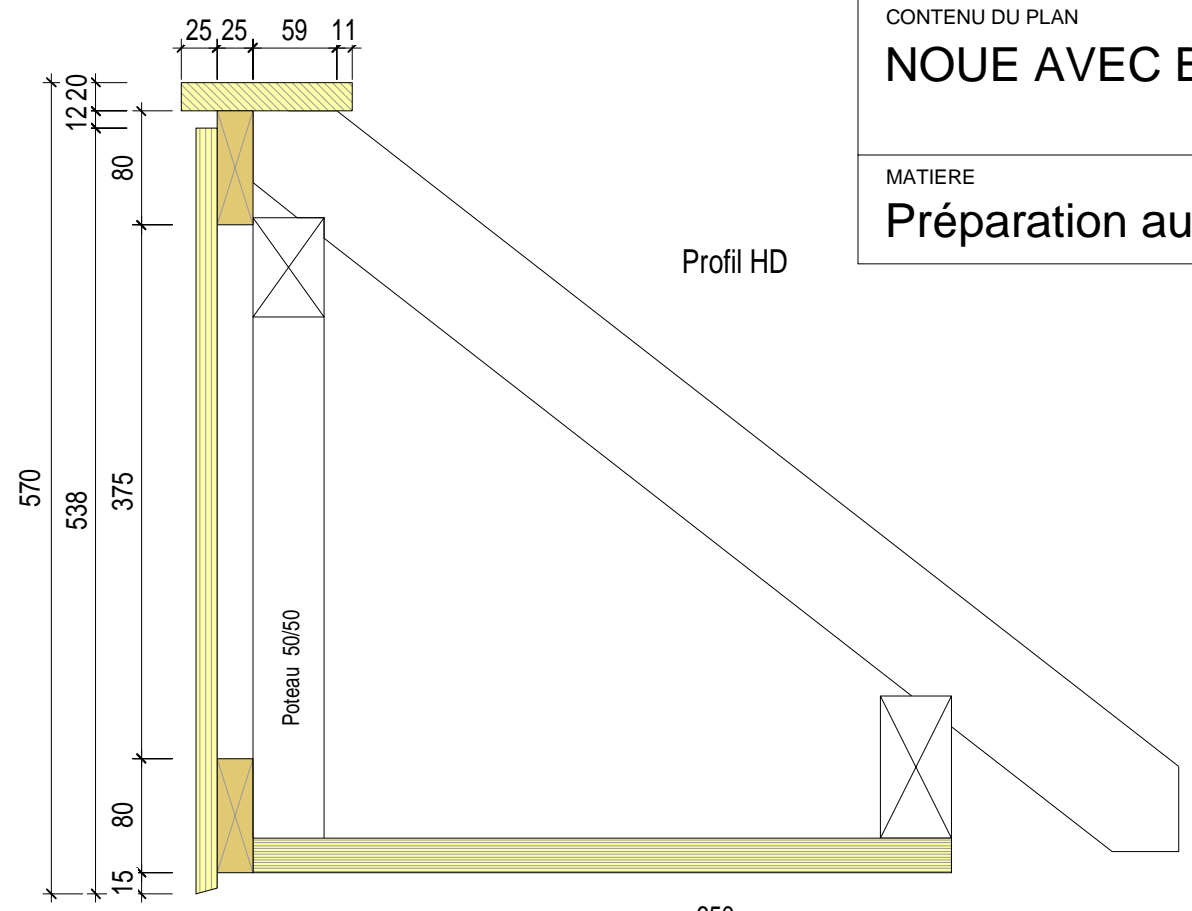 25 25 59 11
CONTENU DU PLAN
NOUE AVEC
MATIERE
Préparation au
Profil HD
20
12
80
570
538
375
Poteau 50/50
80
15